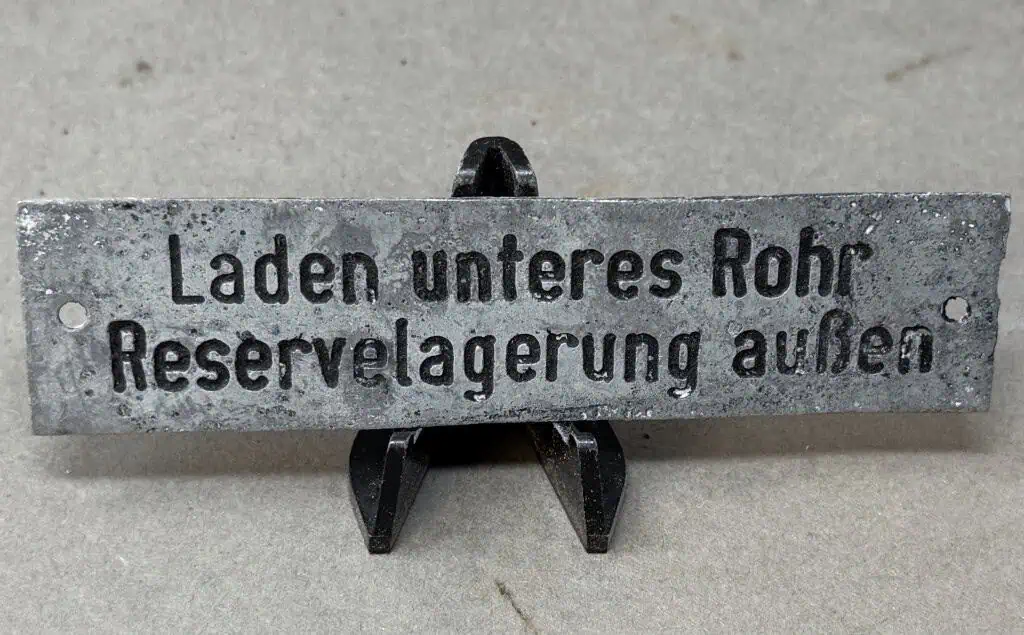 Laden unteres Rohr
Reservelagerung außen